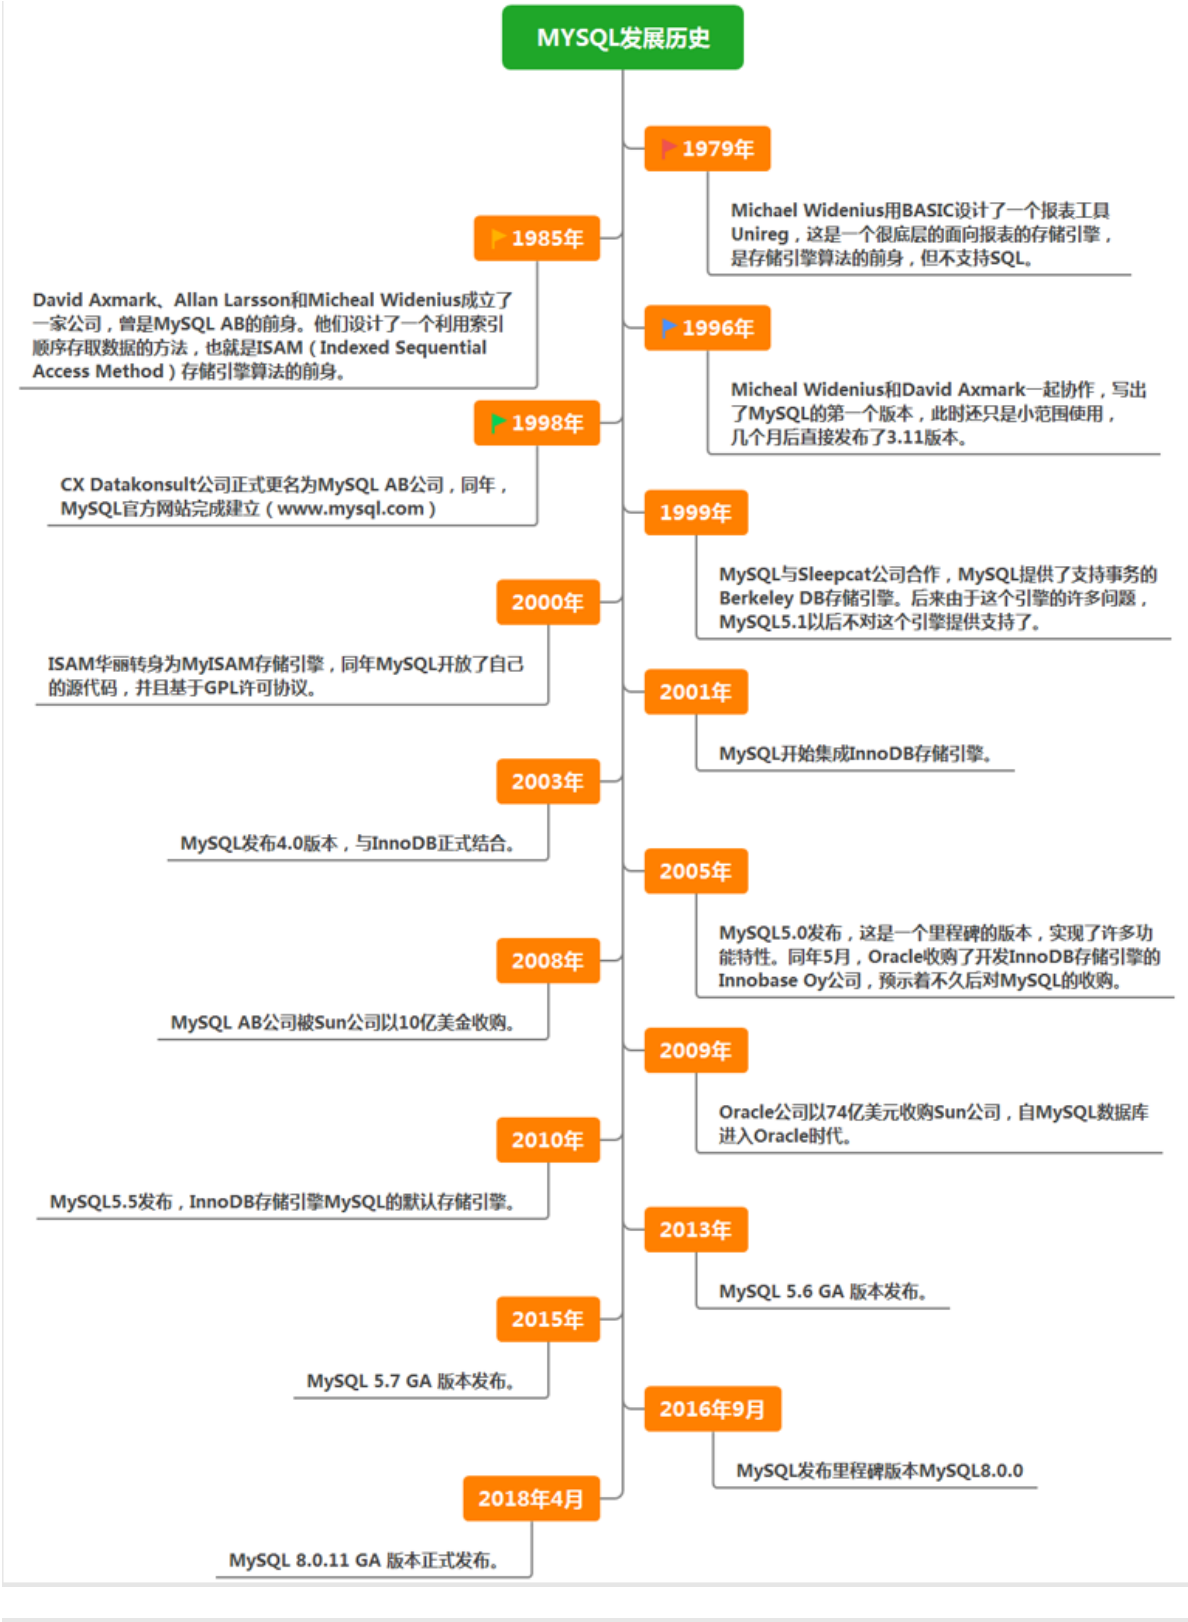 MYSQL发展历史
1979年
Michael Widenius用BASIC设计了一个报表工具
Unireg，这是一个很底层的面向报表的存储引擎，
是存储引擎算法的前身，但不支持SQL。
1985年
David Axmark、Allan Larsson和Micheal Widenius成立了
一家公司，曾是MySQL AB的前身。他们设计了一个利用索引
顺序存取数据的方法，也就是ISAM（Indexed Sequential
Access Method）存储引擎算法的前身。
1996年
Micheal Widenius和David Axmark一起协作，写出
了MySQL的第一个版本，此时还只是小范围使用，
几个月后直接发布了3.11版本。
1998年
CX Datakonsult公司正式更名为MySQL AB公司，同年，
MySQL官方网站完成建立（www.mysql.com）
1999年
MySQL与Sleepcat公司合作，MySQL提供了支持事务的
Berkeley DB存储引擎。后来由于这个引擎的许多问题，
MySQL5.1以后不对这个引擎提供支持了。
2000年
ISAM华丽转身为MyISAM存储引擎，同年MySQL开放了自己
的源代码，并且基于GPL许可协议。
2001年
MySQL开始集成InnoDB存储引擎。
2003年
MySQL发布4.0版本，与InnoDB正式结合。
2005年
MySQL5.0发布，这是一个里程碑的版本，实现了许多功
能特性。同年5月，Oracle收购了开发InnoDB存储引擎的
Innobase Oy公司，预示着不久后对MySQL的收购。
2008年
MySQL AB公司被Sun公司以10亿美金收购。
2009年
Oracle公司以74亿美元收购Sun公司，自MySQL数据库
进入Oracle时代。
2010年
MySQL5.5发布，InnoDB存储引擎MySQL的默认存储引擎。
2013年
MySQL 5.6 GA 版本发布。
2015年
MySQL 5.7 GA 版本发布。
2016年9月
MySQL发布里程碑版本MySQL8.0.0
2018年4月
MySQL 8.0.11 GA 版本正式发布。